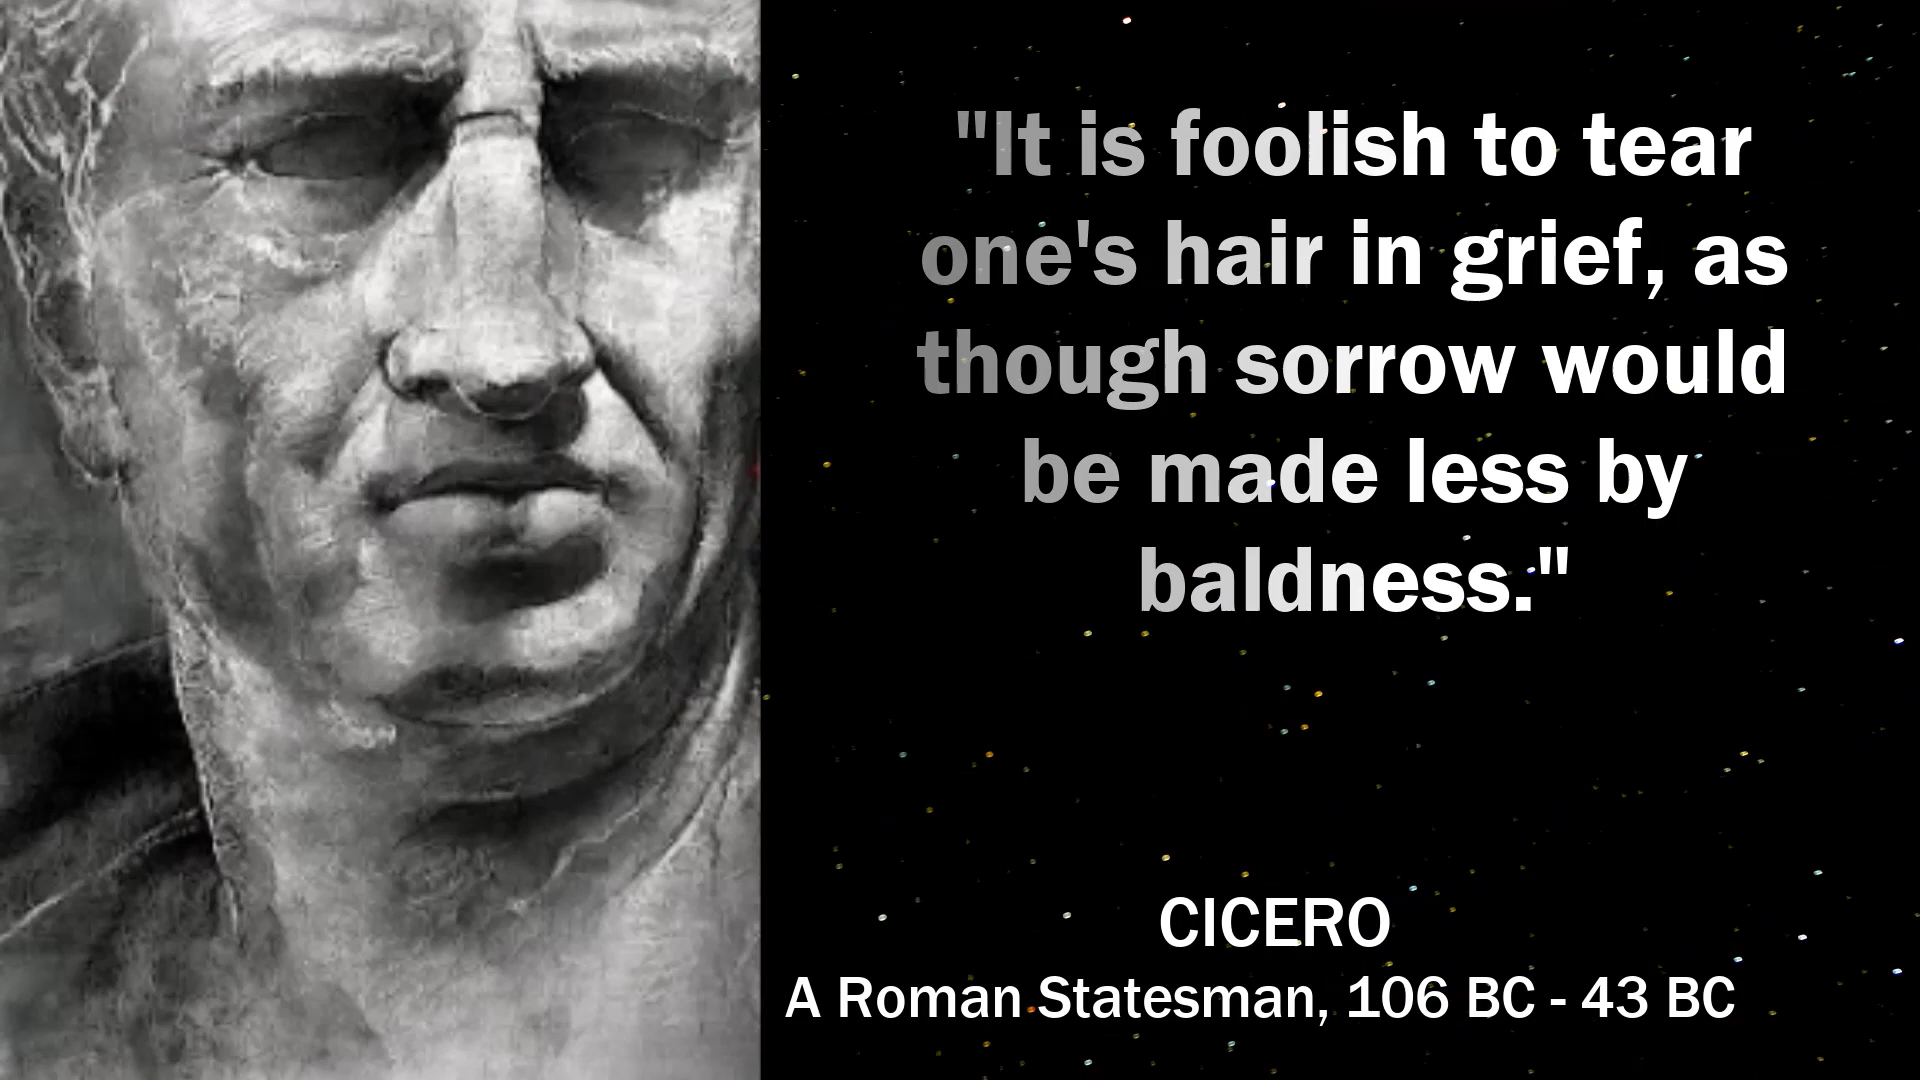 "It is foolish to tear
one's hair in grief, as
though sorrow would
be made less by
baldness."
CICERO
A Roman Statesman, 106 BC - 43 BC